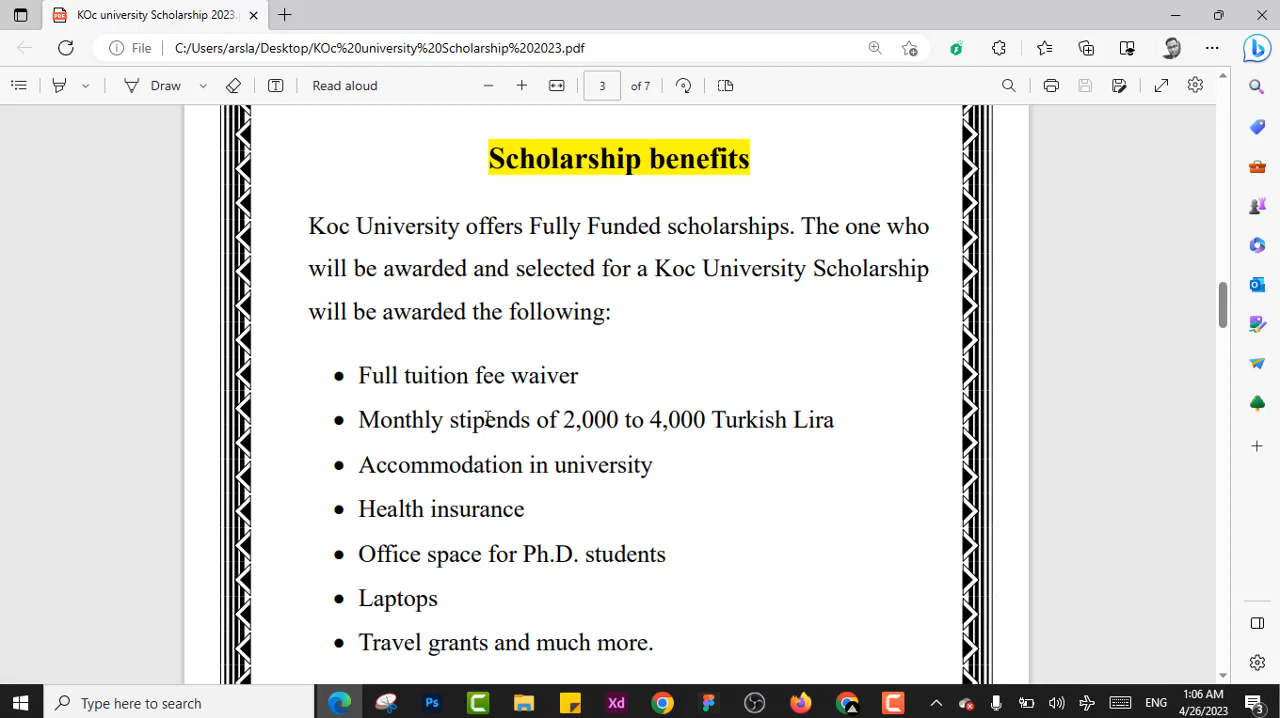 KOc university Scholarship 2023.
File
C:/Users/arsla/Desktop/KOc%20university%20Scholarship%202023.pdf
Draw
Read aloud
3
of 7
Scholarship benefits
Koc University offers Fully Funded scholarships. The one who
will be awarded and selected for a Koc University Scholarship
will be awarded the following:
• Full tuition fee waiver
• Monthly stipends of 2,000 to 4,000 Turkish Lira
• Accommodation in university
• Health insurance
• Office space for Ph.D. students
• Laptops
• Travel grants and much more.
Type here to search
Ps
Xd
ENG
1:06 AM
4/26/2023
3